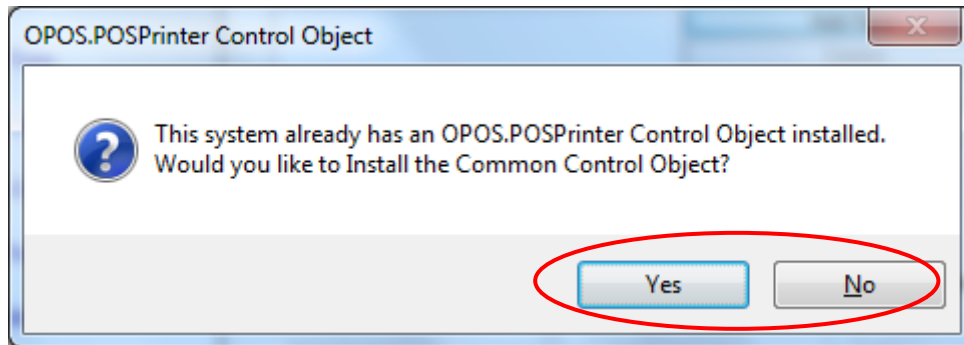 OPOS.POSPrinter Control Object
This system already has an OPOS.POSPrinter Control Object installed.
Would you like to Install the Common Control Object?
Yes
No